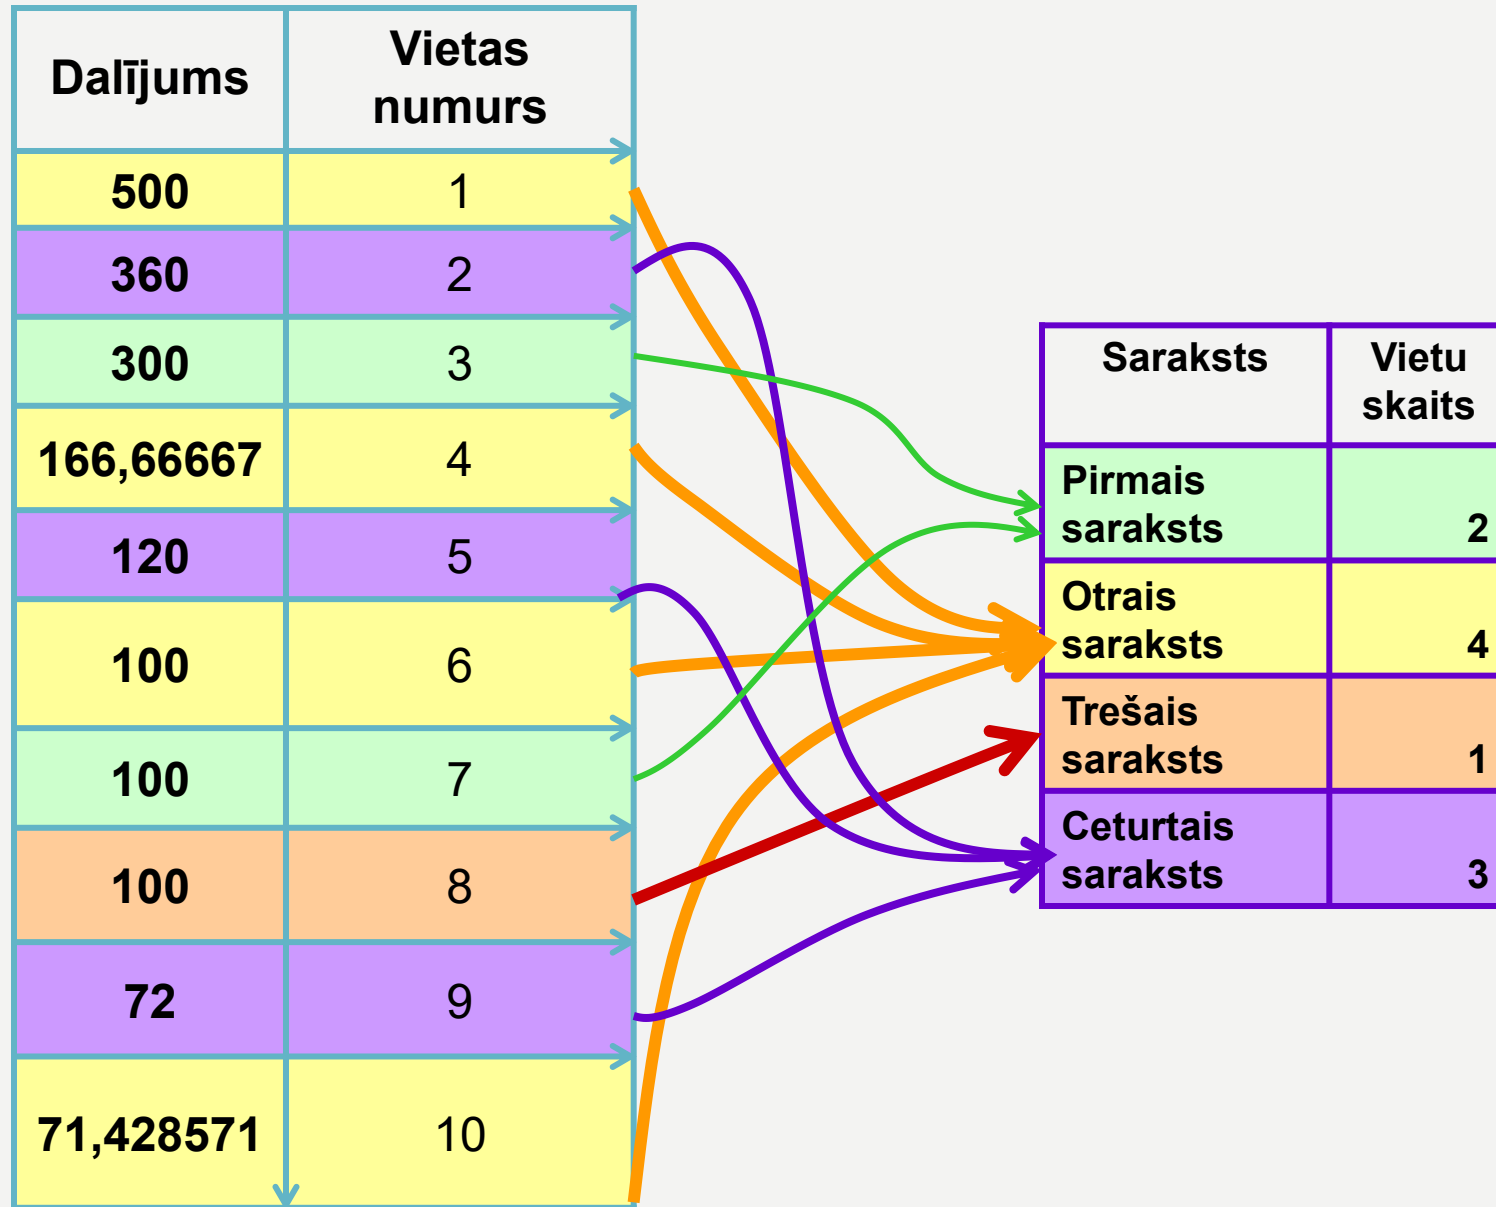 Dalījums
Vietas
numurs
500 1
360 2
300 3
166,66667 4
120 5
100 6
100 7
100 8
72 9
71,428571 10
Saraksts
Vietu
skaits
Pirmais
saraksts 2
Otrais
saraksts 4
Trešais
saraksts 1
Ceturtais
saraksts 3